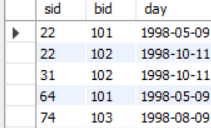 sid bid day
22 101 1998-05-09
22 102 1998-10-11
31 102 1998-10-11
64 101 1998-05-09
74 103 1998-08-09